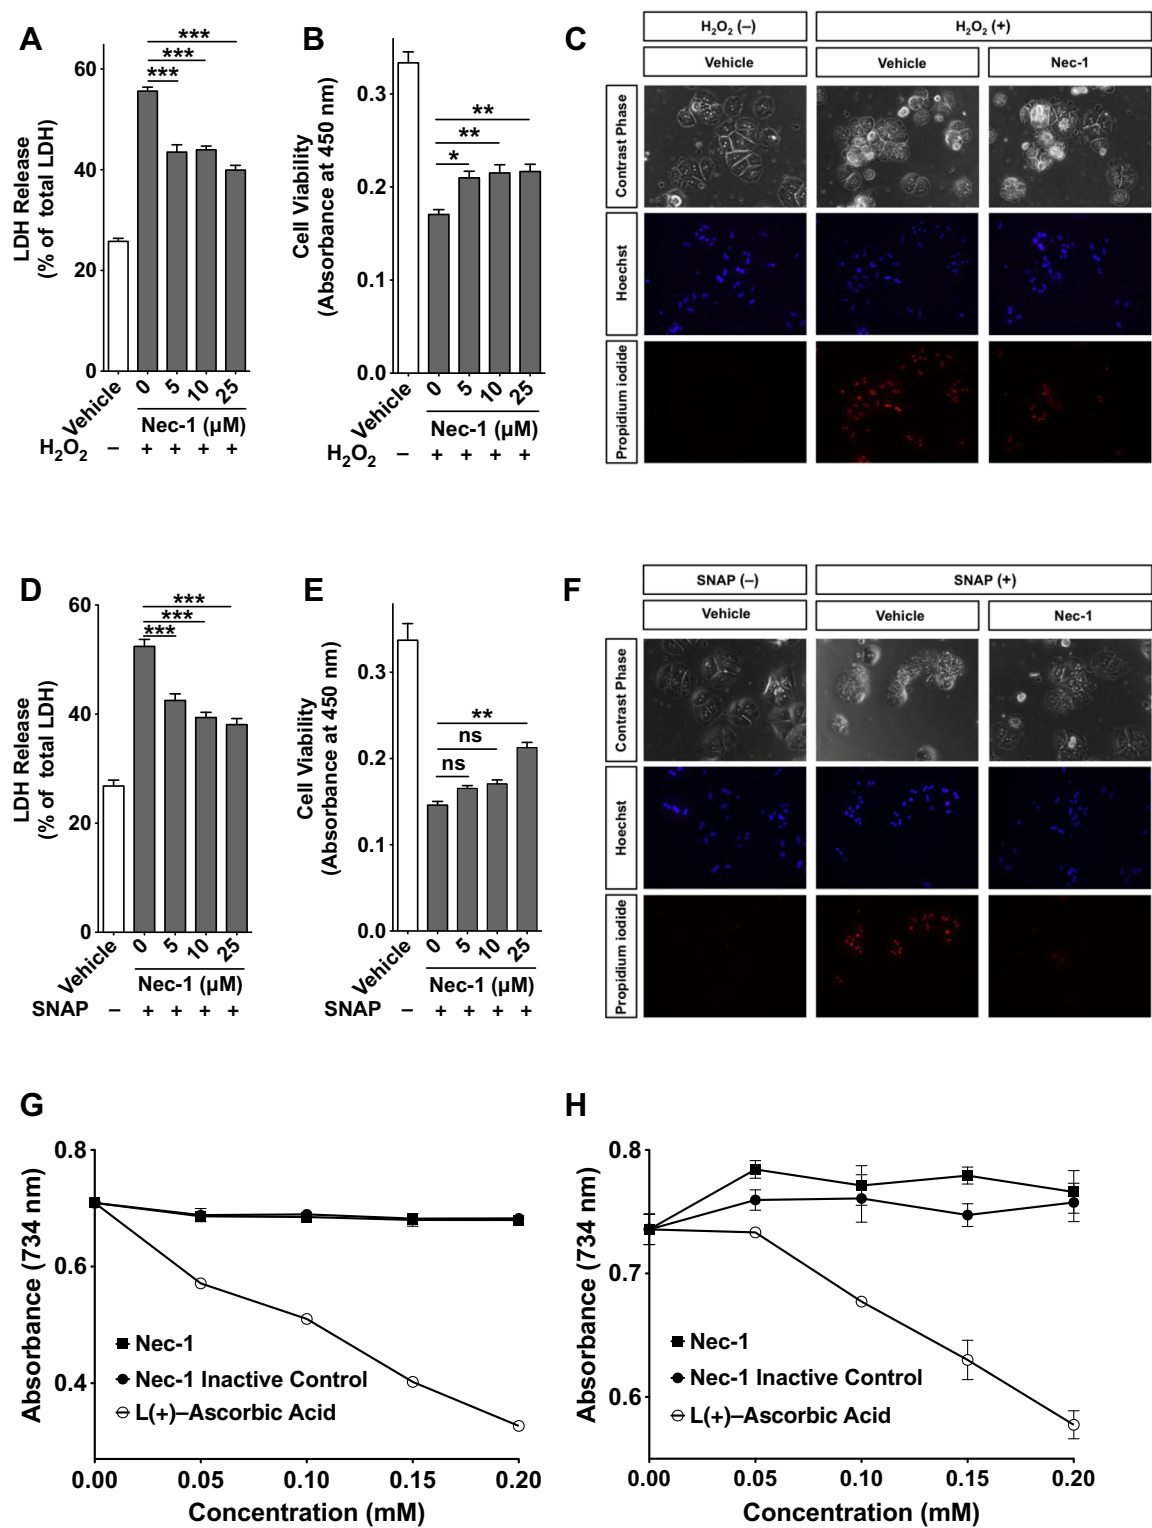 A
LDH Release
(% of total LDH)
60
40
20
0
***
***
***
Vehicle
0
5
10
25
Nec-1 (µM)
H2O2
– + + + +
B
Cell Viability
(Absorbance at 450 nm)
0.3
0.2
0.1
0.0
**
**
*
Vehicle
0
5
10
25
Nec-1 (µM)
H2O2
– + + + +
C
H2O2 (–)
H2O2 (+)
Vehicle
Vehicle
Nec-1
Contrast Phase
Hoechst
Propidium iodide
D
LDH Release
(% of total LDH)
60
40
20
0
***
***
***
Vehicle
0
5
10
25
Nec-1 (µM)
SNAP
– + + + +
E
Cell Viability
(Absorbance at 450 nm)
0.3
0.2
0.1
0.0
**
ns
ns
Vehicle
0
5
10
25
Nec-1 (µM)
– + + + +
F
SNAP (–)
SNAP (+)
Vehicle
Vehicle
Nec-1
Contrast Phase
Hoechst
Propidium iodide
G
Absorbance (734 nm)
0.8
0.6
0.4
Nec-1
Nec-1 Inactive Control
L(+)–Ascorbic Acid
0.00 0.05 0.10 0.15 0.20
Concentration (mM)
H
Absorbance (734 nm)
0.8
0.7
0.6
Nec-1
Nec-1 Inactive Control
L(+)–Ascorbic Acid
0.00 0.05 0.10 0.15 0.20
Concentration (mM)